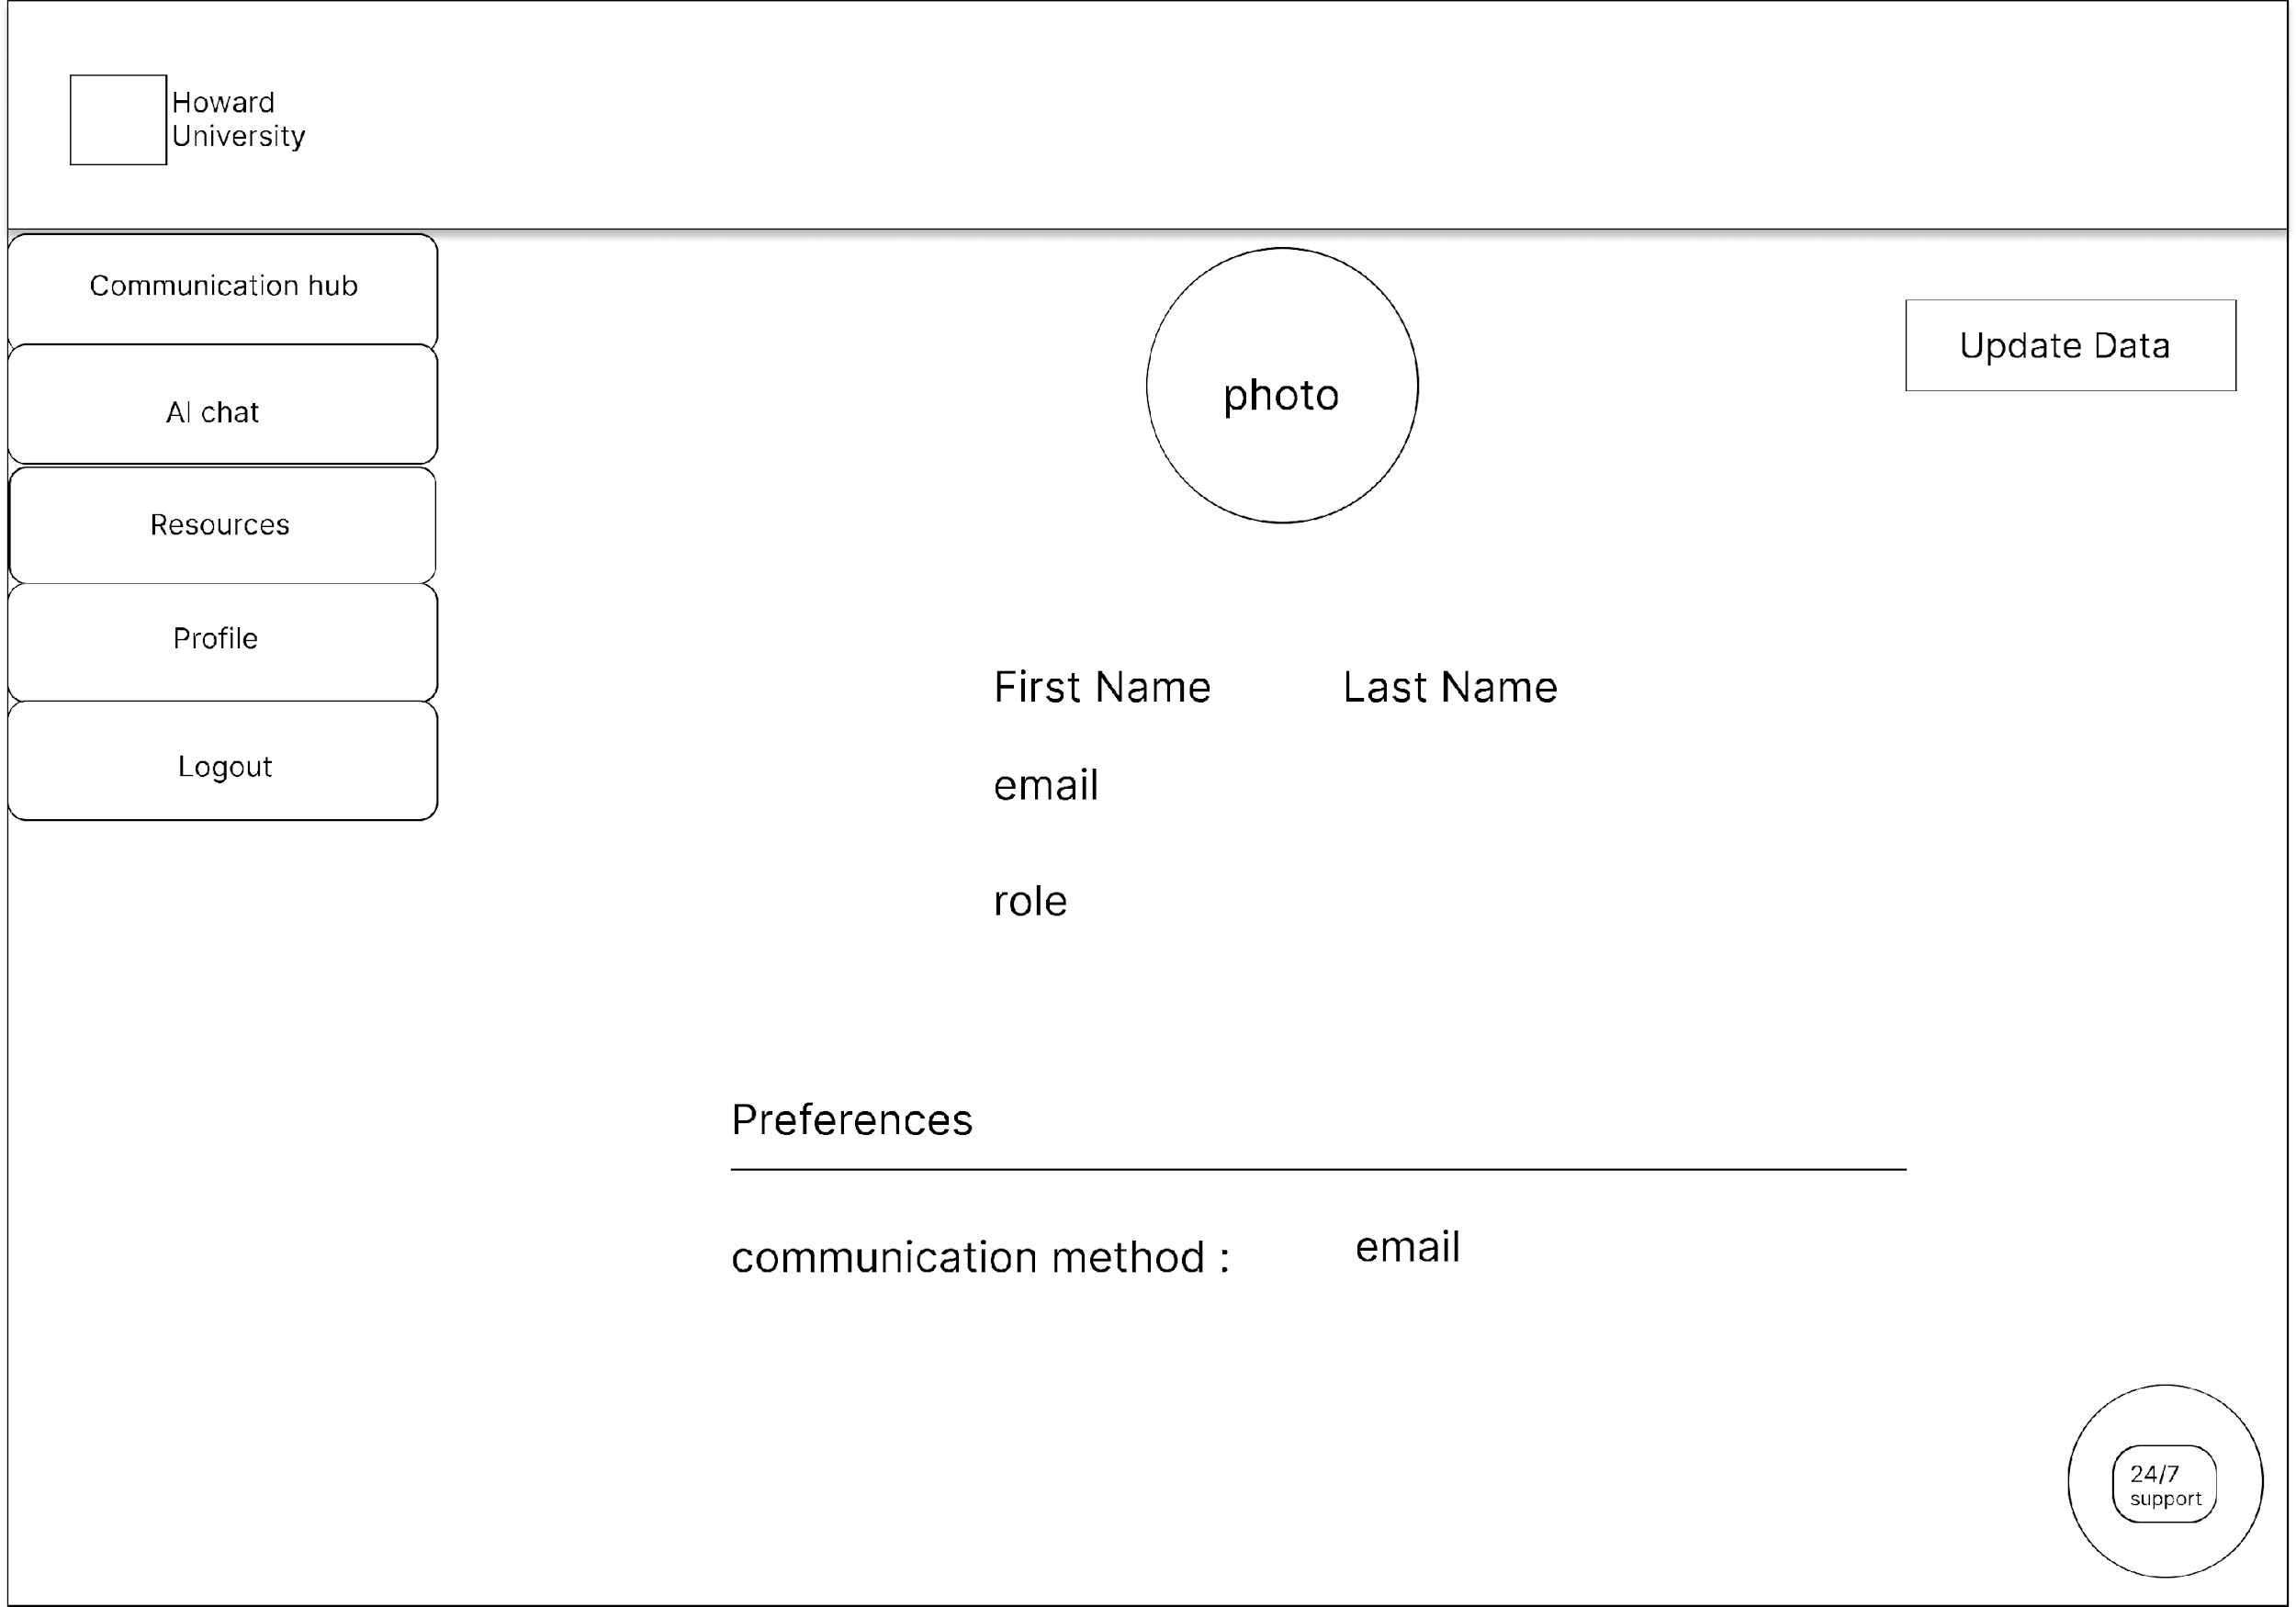 Howard
University
Communication hub
AI chat
Resources
Profile
Logout
photo
Update Data
First Name Last Name
email
role
Preferences
communication method : email
24/7
support